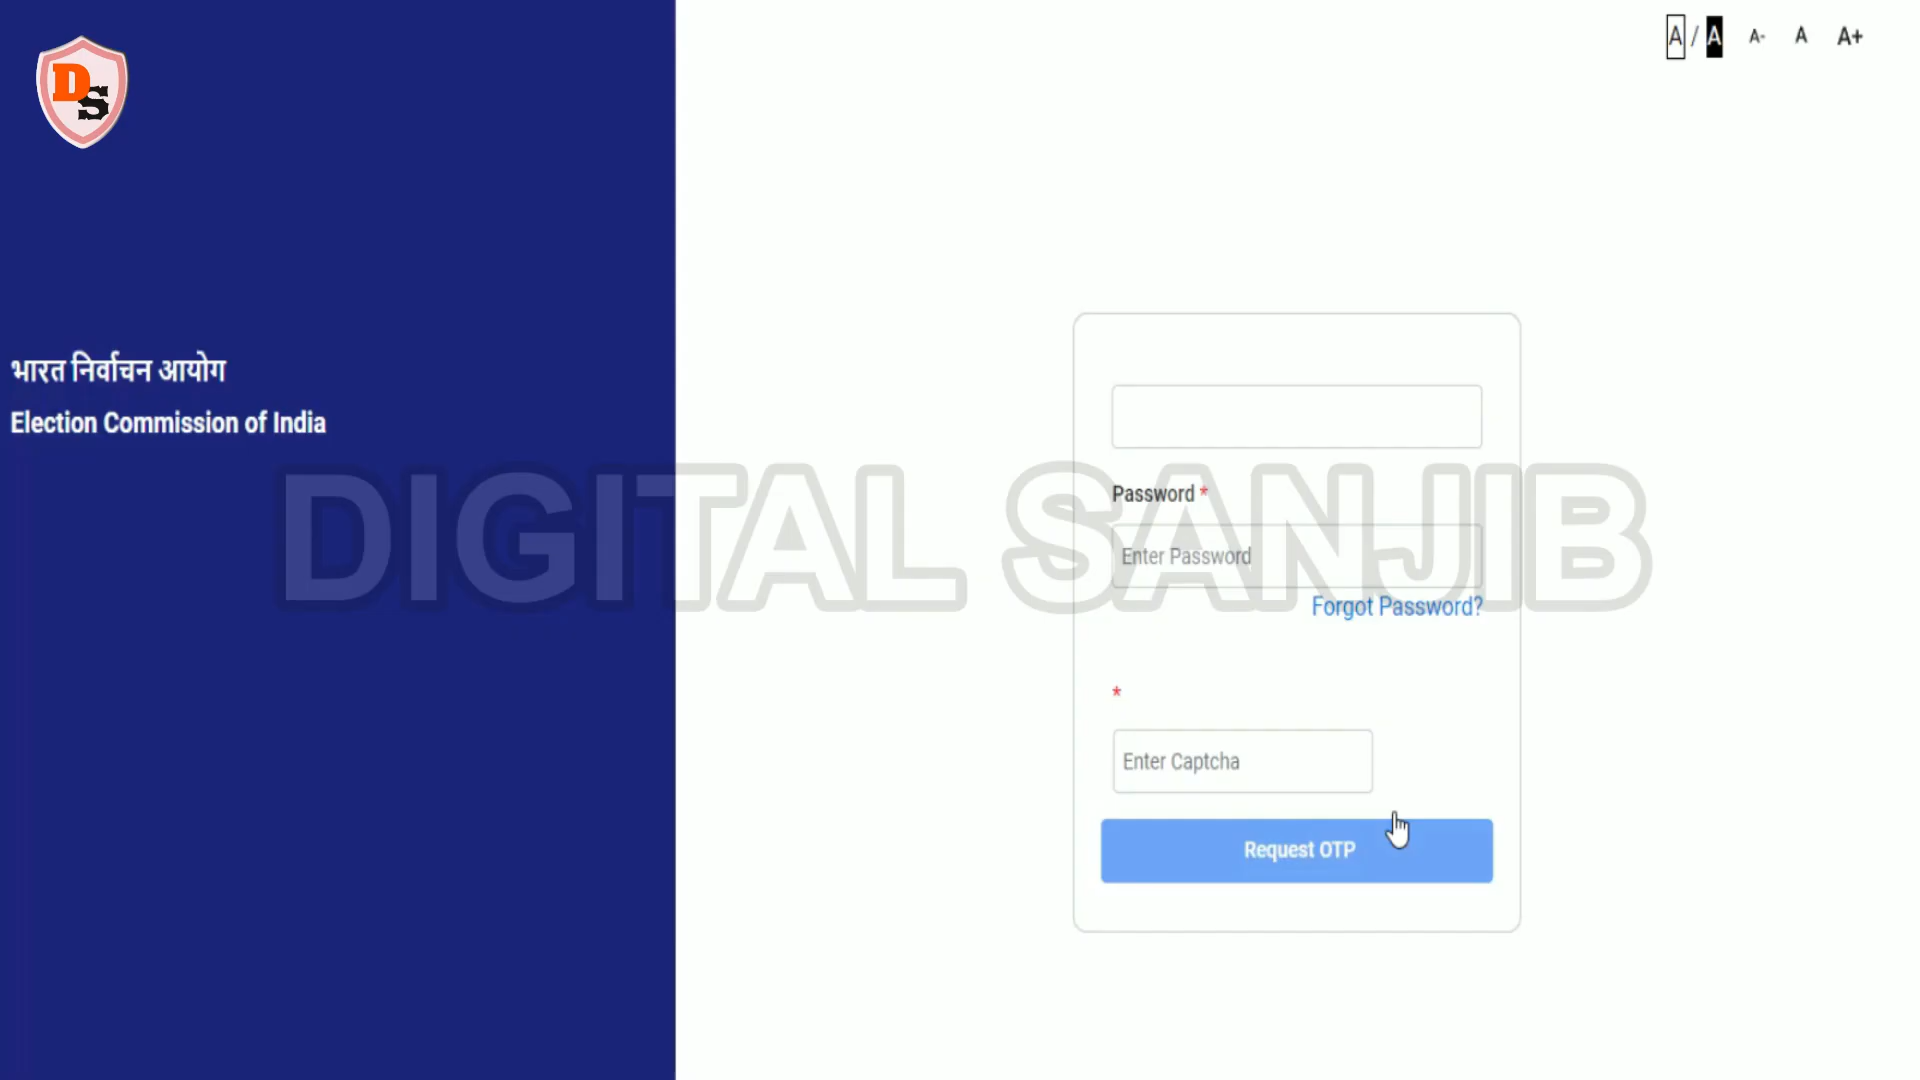 A / A A- A A+
DS
भारत निर्वाचन आयोग
Election Commission of India
DIGITAL SANJIB
Password *
Enter Password
Forgot Password?
*
Enter Captcha
Request OTP